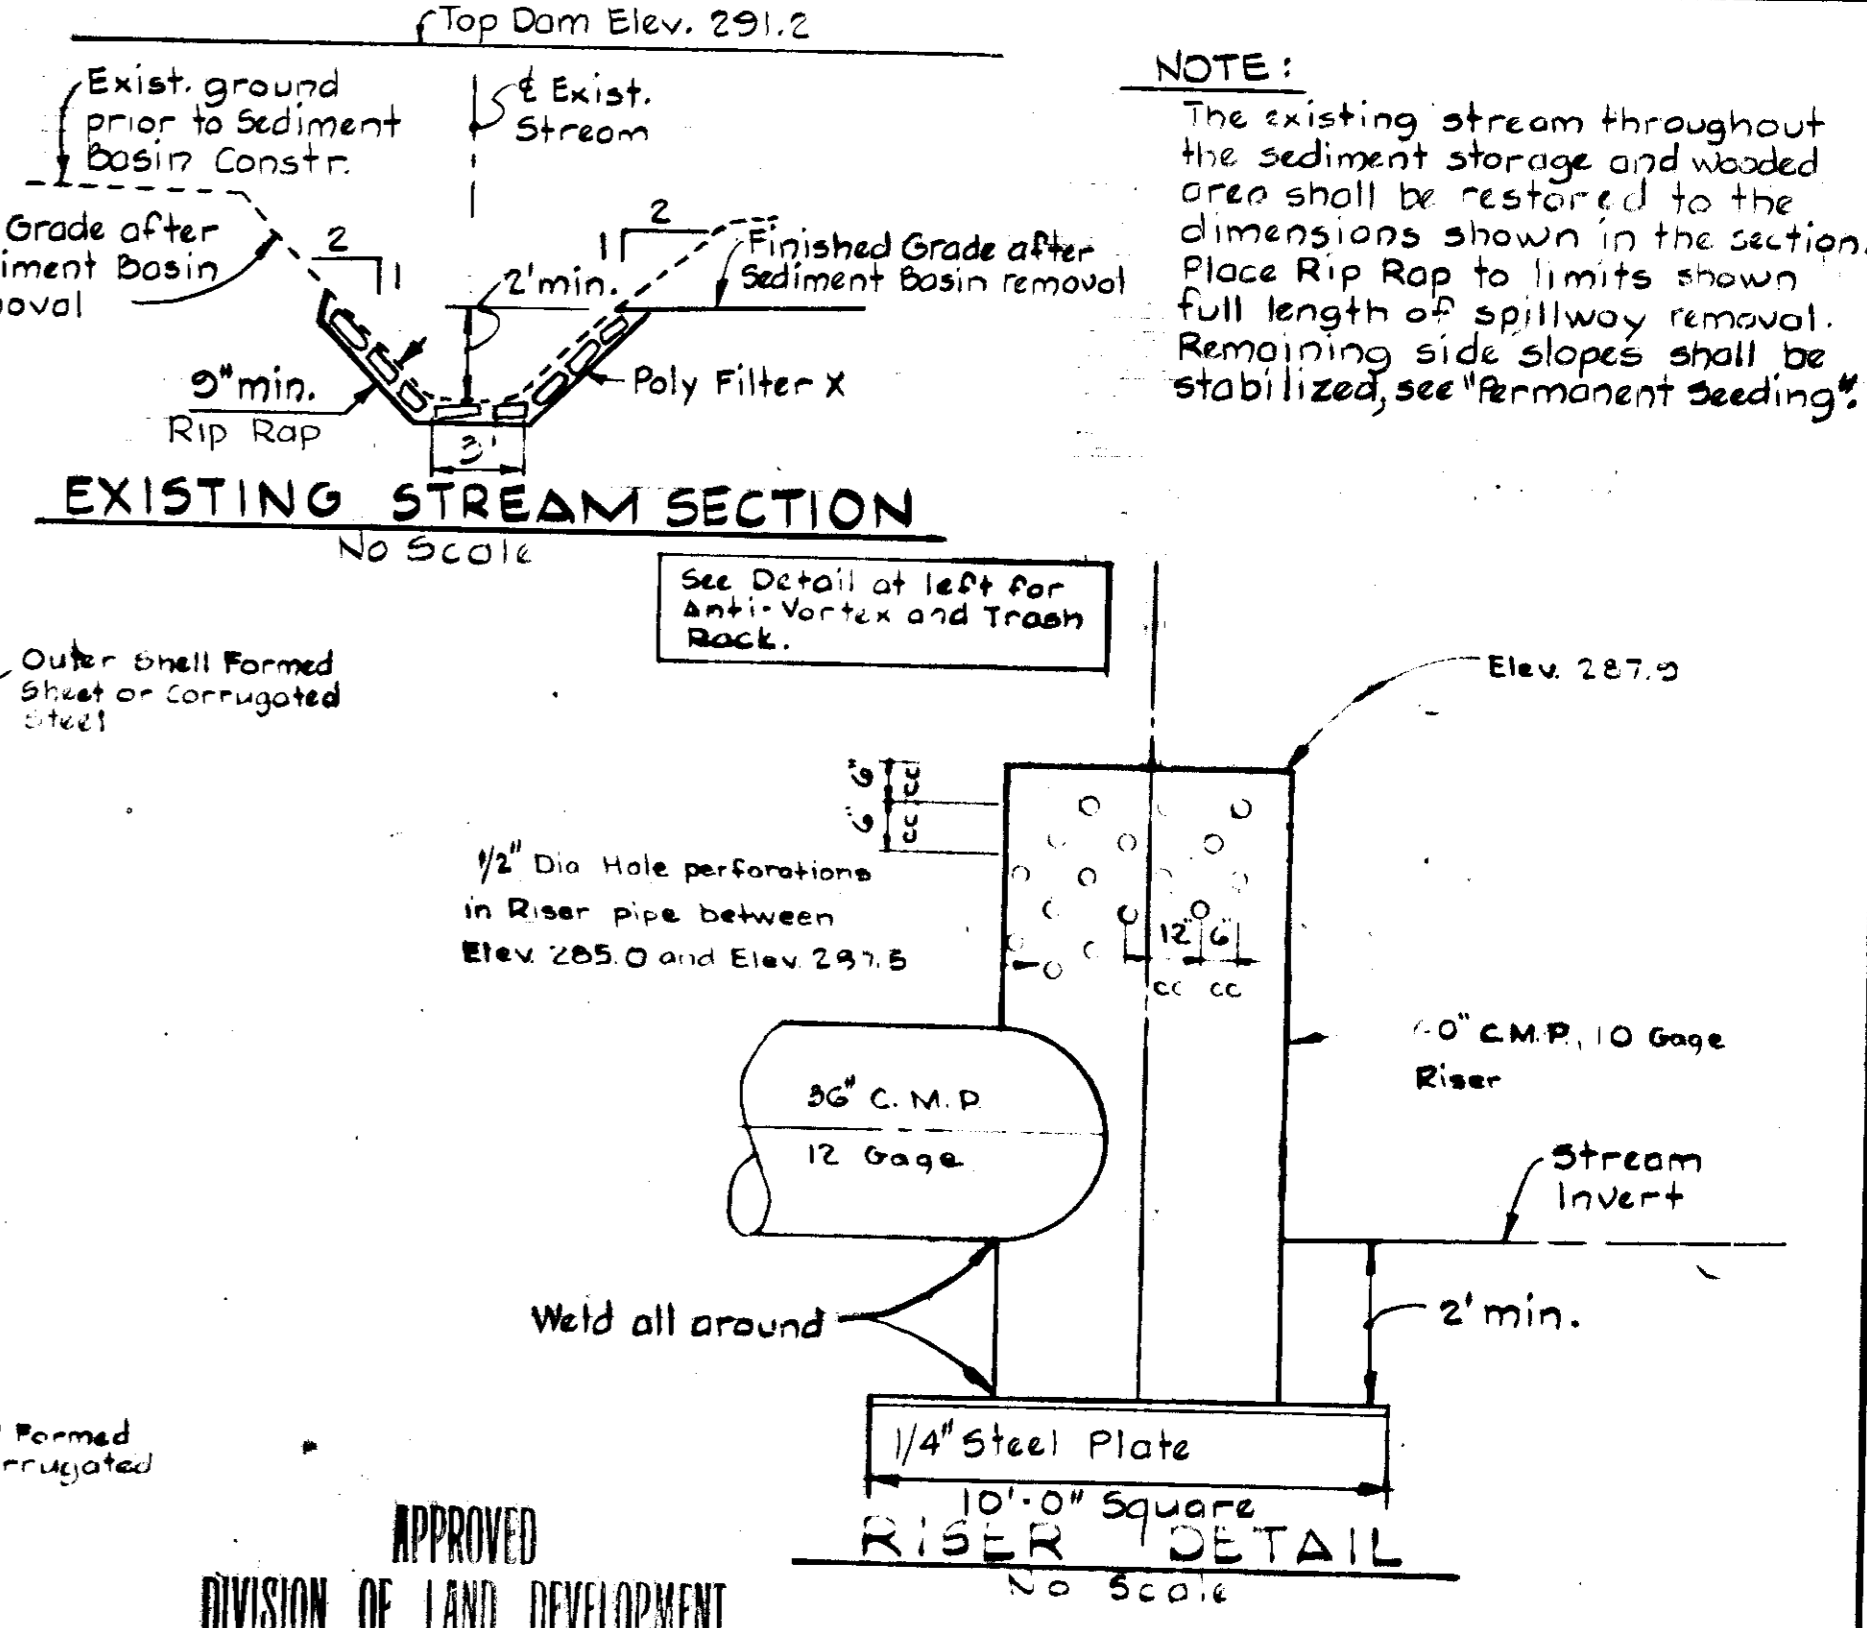 Top Dam Elev. 291.2
Exist. ground
prior to Sediment
Basin Constr.
℄ Exist.
Stream
Grade after
iment Basin
oval
2
1
2' min.
1
2
Finished Grade after
Sediment Basin removal
9" min.
Rip Rap
Poly Filter X
3'
EXISTING STREAM SECTION
No Scale
NOTE:
The existing stream throughout
the sediment storage and wooded
area shall be restored to the
dimensions shown in the section.
Place Rip Rap to limits shown
full length of spillway removal.
Remaining side slopes shall be
stabilized, see "Permanent Seeding".
See Detail at left for
Anti-Vortex and Trash
Rack.
Outer Shell Formed
Sheet or Corrugated
Steel
Elev. 287.9
6" cc
6" cc
1/2" Dia Hole perforations
in Riser pipe between
Elev. 285.0 and Elev. 287.5
12" 6"
cc cc
0" C.M.P., 10 Gage
Riser
36" C.M.P.
12 Gage
Stream
Invert
Weld all around
2' min.
1/4" Steel Plate
10'-0" Square
RISER DETAIL
No Scale
Formed
rrugated
APPROVED
DIVISION OF LAND DEVELOPMENT